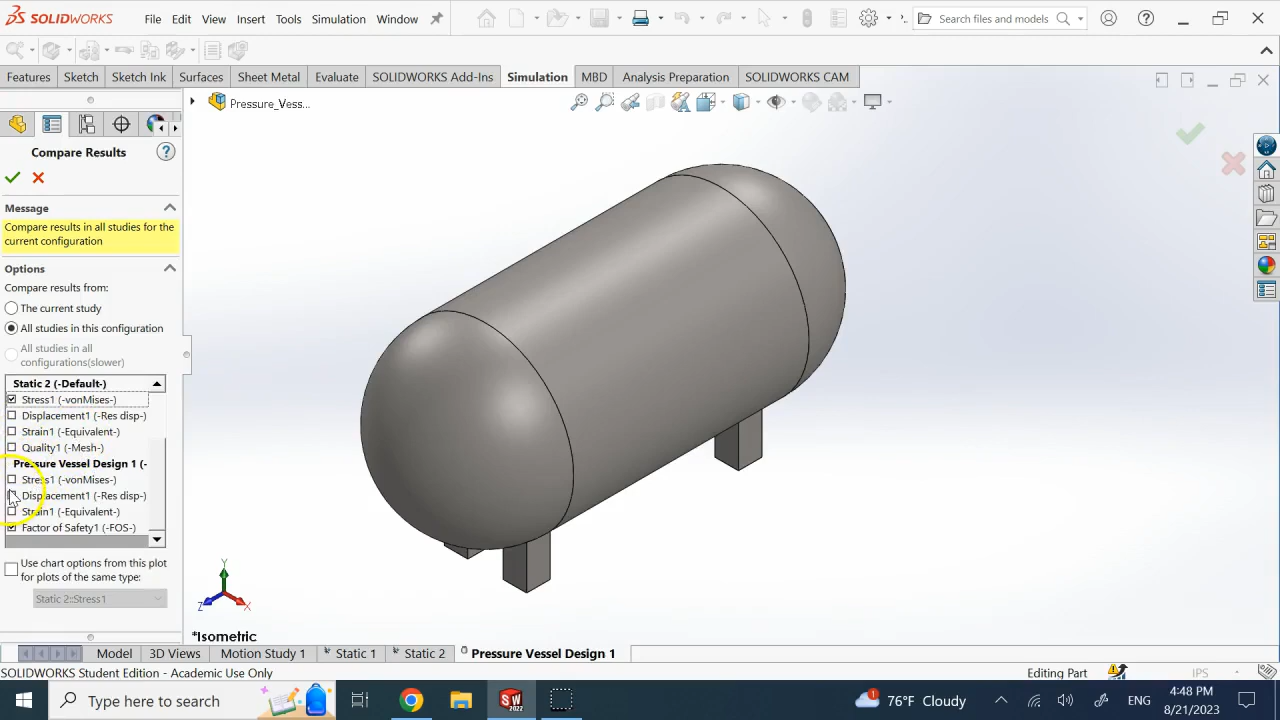 SOLIDWORKS File Edit View Insert Tools Simulation Window Search files and models
Features Sketch Sketch Ink Surfaces Sheet Metal Evaluate SOLIDWORKS Add-Ins Simulation MBD Analysis Preparation SOLIDWORKS CAM
Pressure_Vess...
Compare Results
Message
Compare results in all studies for the
current configuration
Options
Compare results from:
The current study
All studies in this configuration
All studies in all
configurations(slower)
Static 2 (-Default-)
Stress1 (-vonMises-)
Displacement1 (-Res disp-)
Strain1 (-Equivalent-)
Quality1 (-Mesh-)
Pressure Vessel Design 1 (-
Stress1 (-vonMises-)
Displacement1 (-Res disp-)
Strain1 (-Equivalent-)
Factor of Safety1 (-FOS-)
Use chart options from this plot
for plots of the same type:
Static 2::Stress1
Y
Z
X
*Isometric
Model 3D Views Motion Study 1 Static 1 Static 2 Pressure Vessel Design 1
SOLIDWORKS Student Edition - Academic Use Only Editing Part IPS
Type here to search SW 2022 1 76°F Cloudy ENG 4:48 PM
8/21/2023